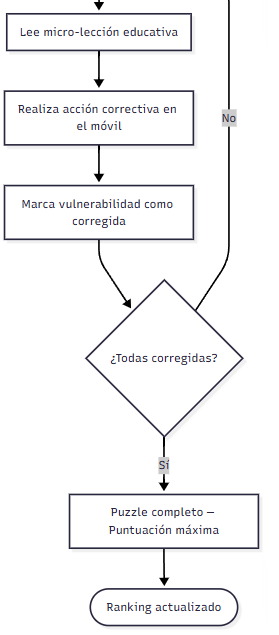 Lee micro-lección educativa
Realiza acción correctiva en
el móvil
No
Marca vulnerabilidad como
corregida
¿Todas corregidas?
Sí
Puzzle completo –
Puntuación máxima
Ranking actualizado